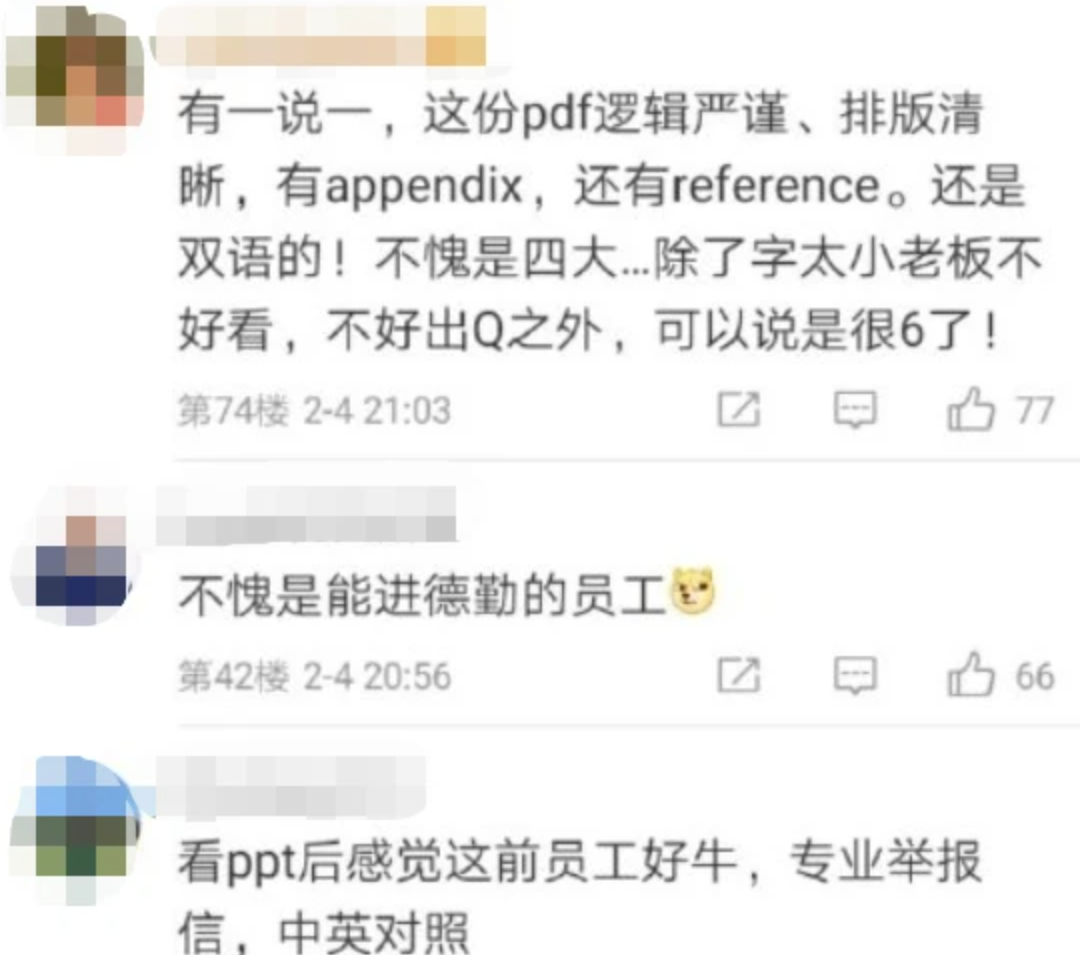 有一说一，这份pdf逻辑严谨、排版清
晰，有appendix，还有reference。还是
双语的！不愧是四大...除了字太小老板不
好看，不好出Q之外，可以说是很6了！
第74楼 2-4 21:03 77
不愧是能进德勤的员工
第42楼 2-4 20:56 66
看ppt后感觉这前员工好牛，专业举报
信，中英对照